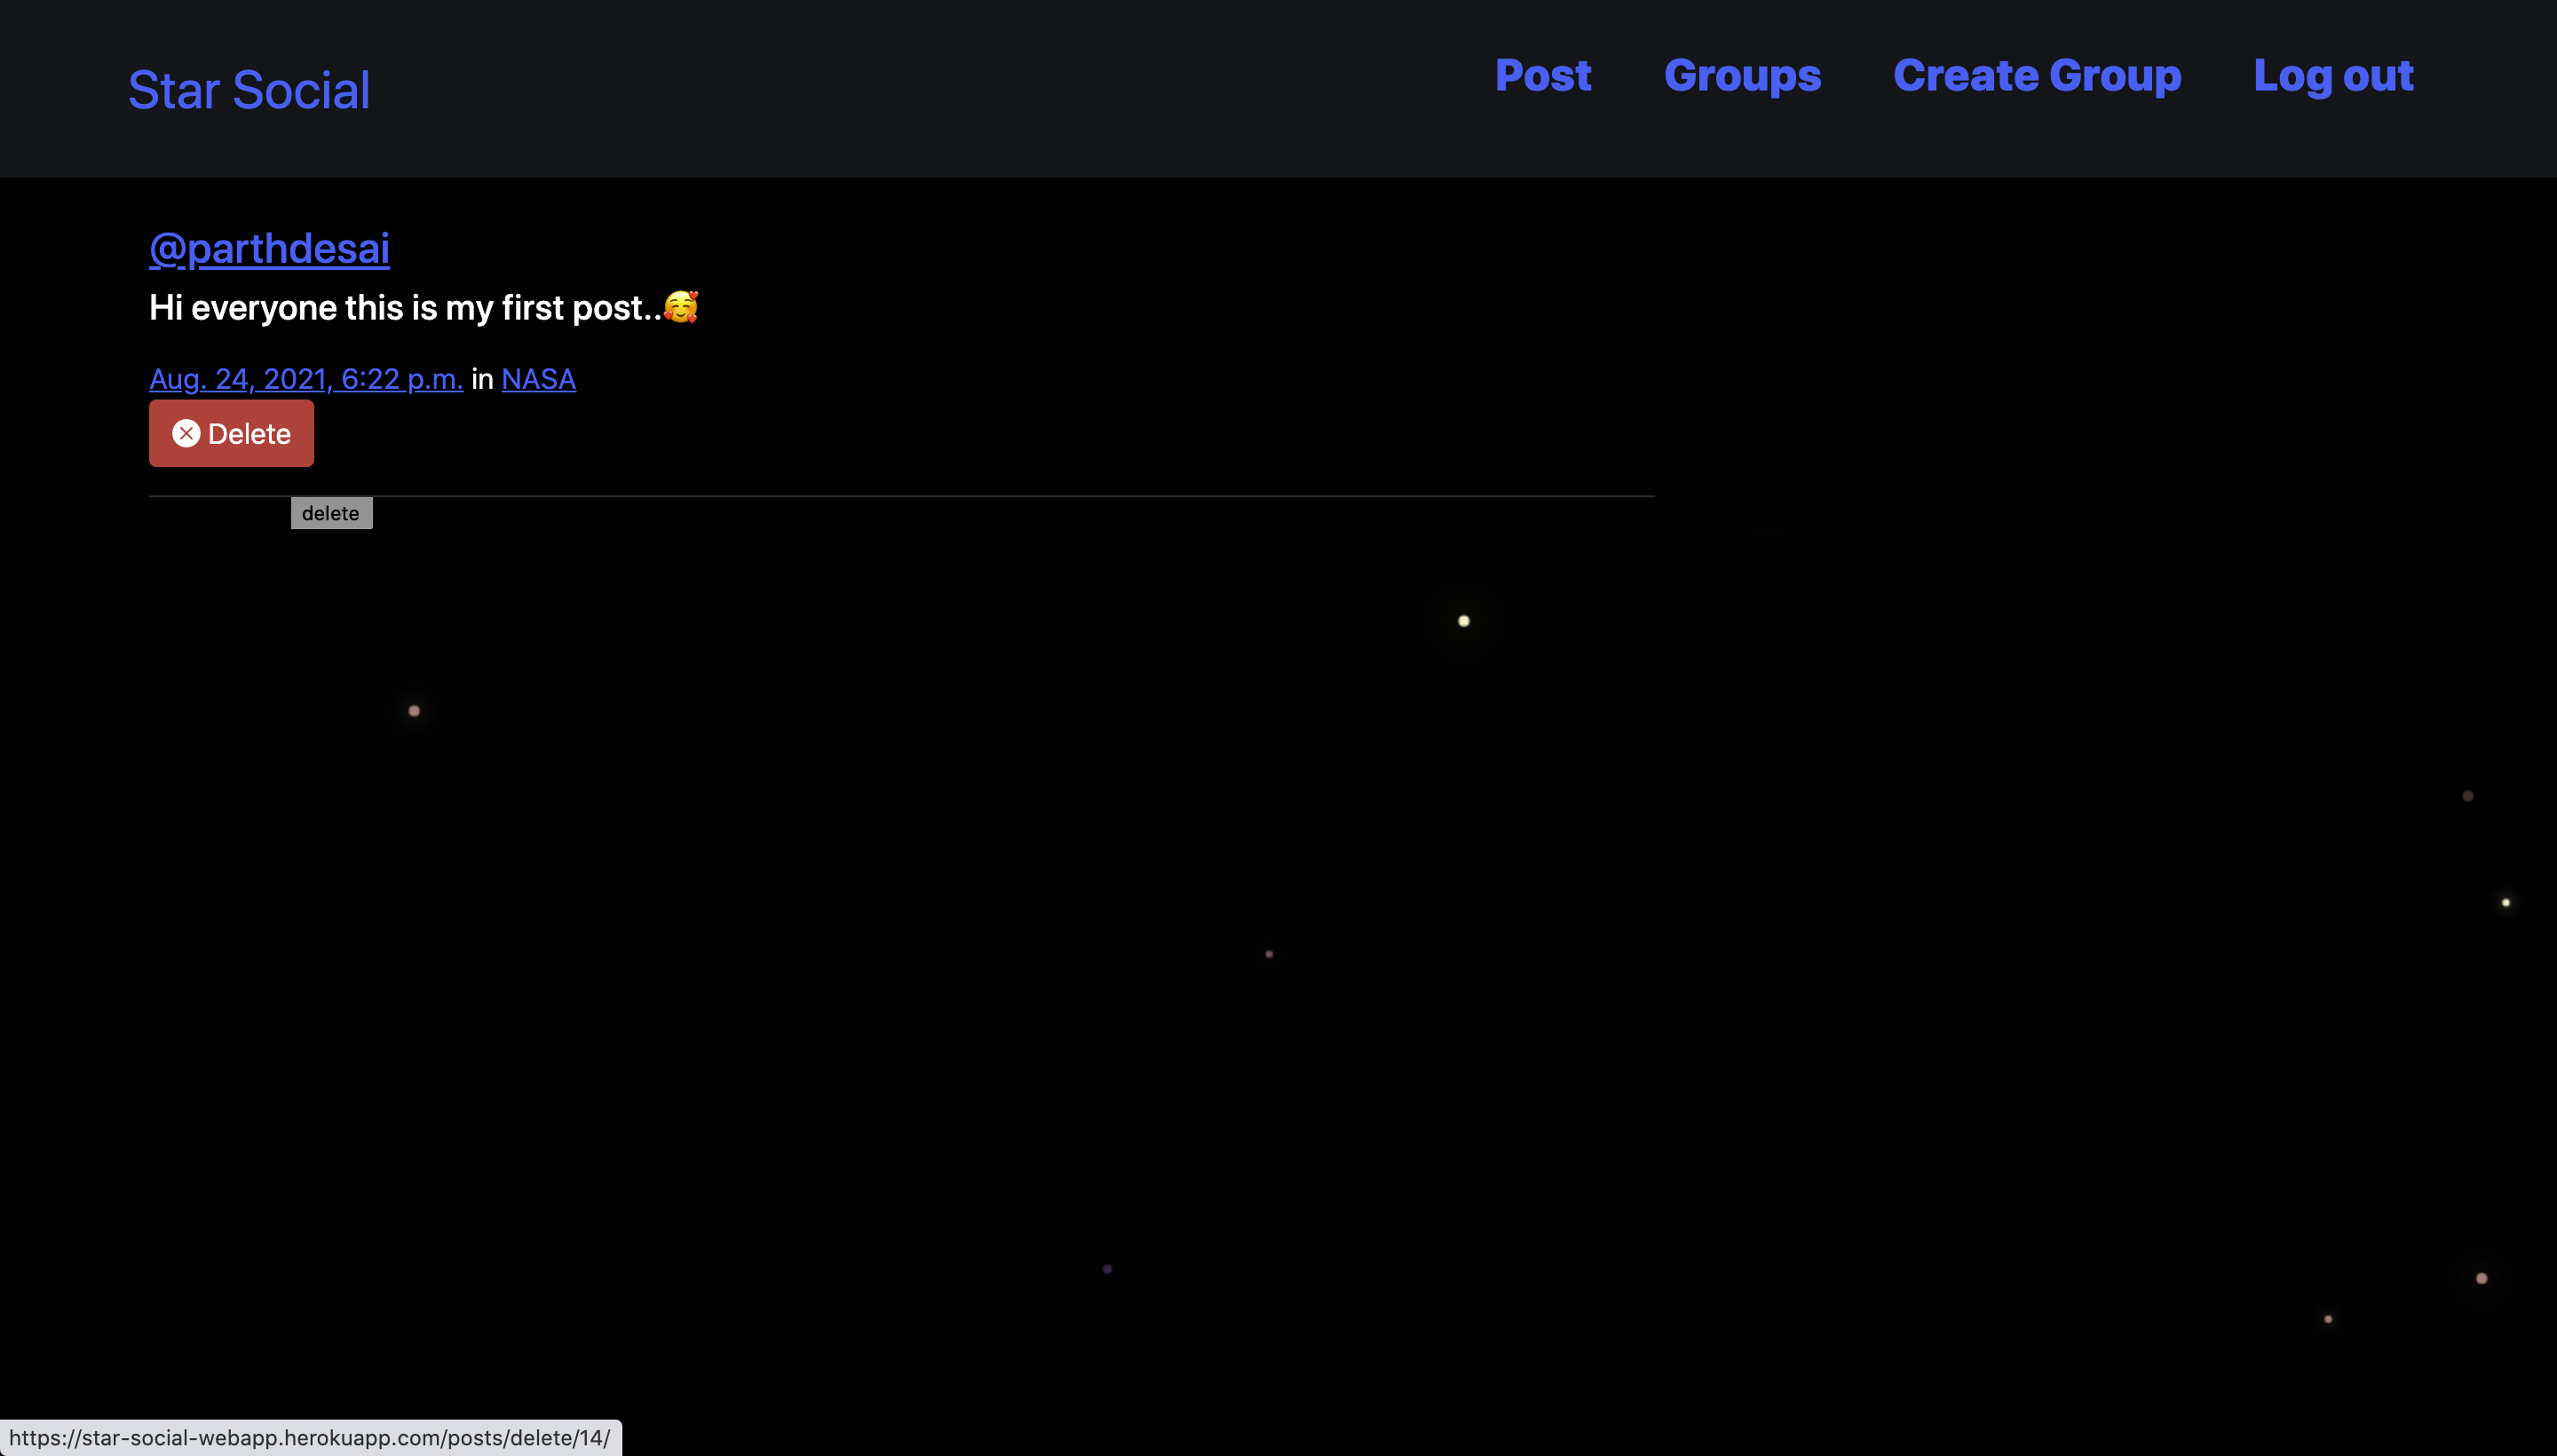 Star Social
Post Groups Create Group Log out
@parthdesai
Hi everyone this is my first post..🥰
Aug. 24, 2021, 6:22 p.m. in NASA
Delete
delete
https://star-social-webapp.herokuapp.com/posts/delete/14/